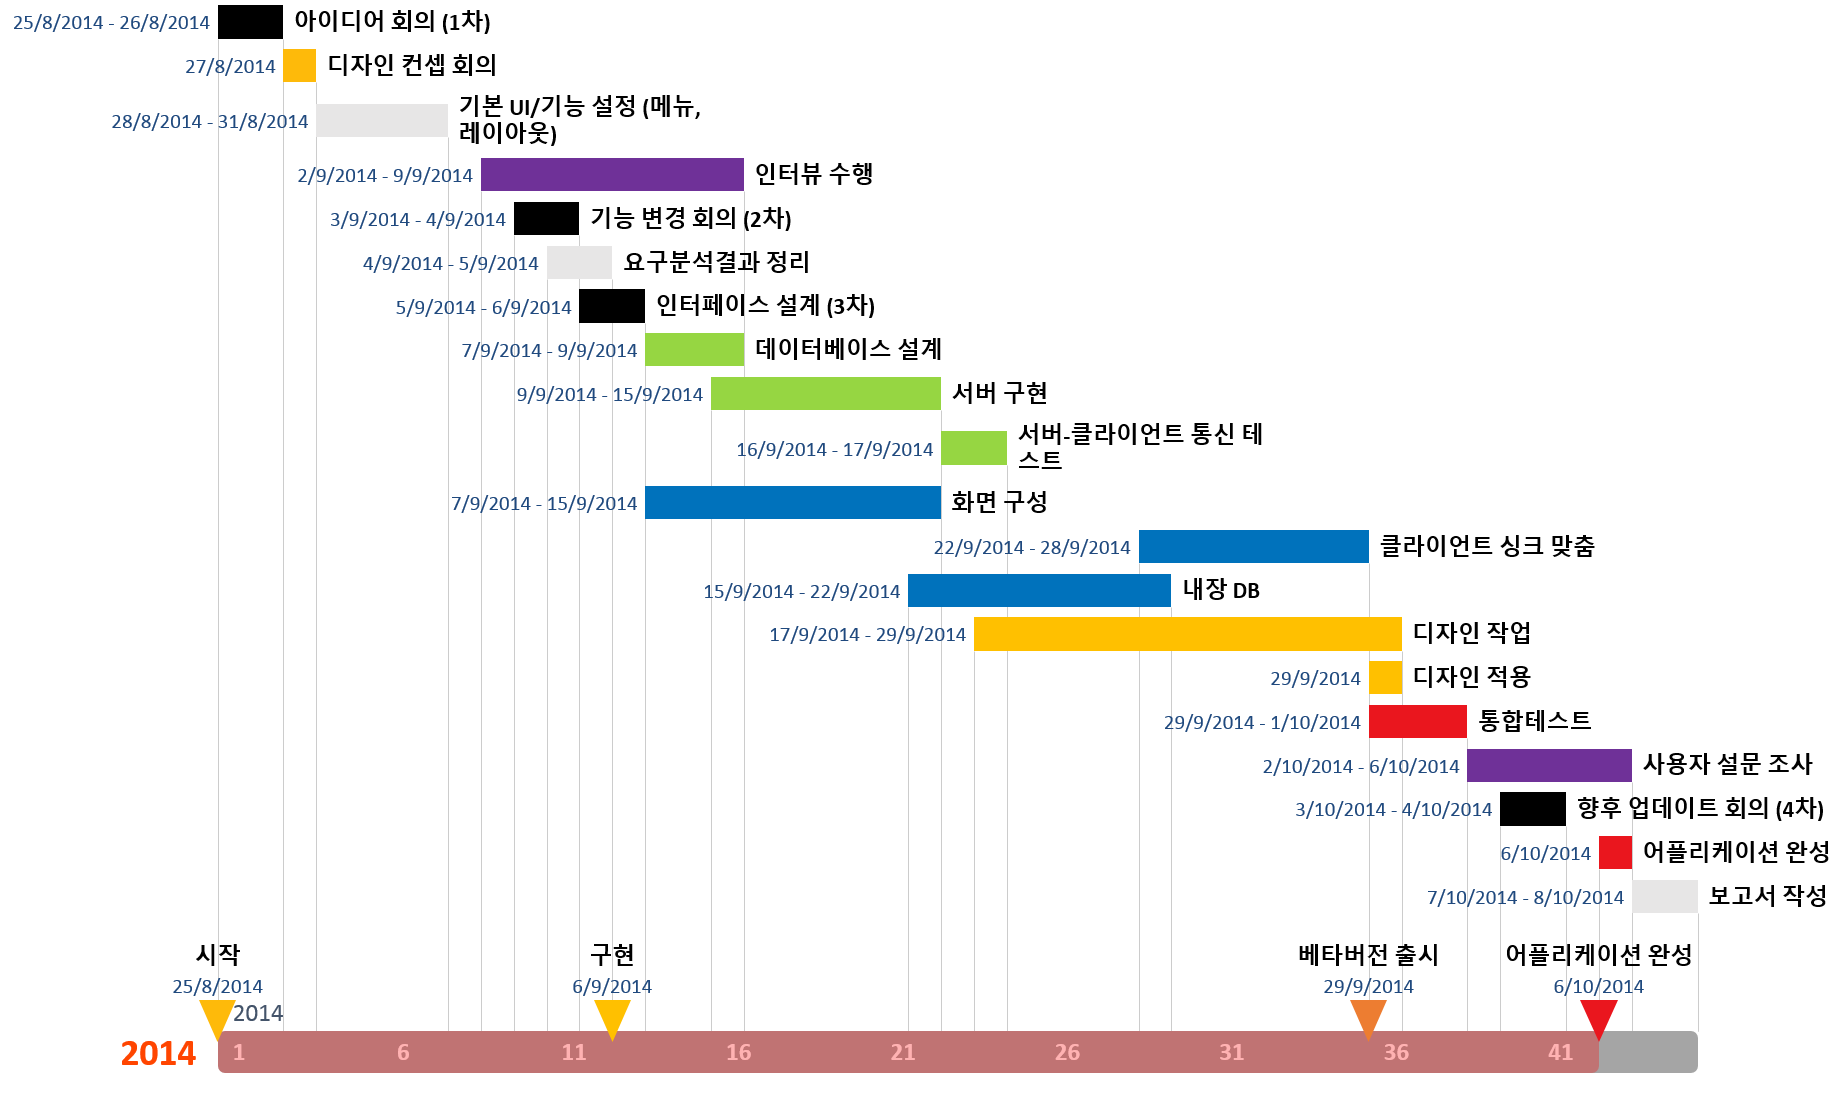 25/8/2014 - 26/8/2014 아이디어 회의 (1차)
27/8/2014 디자인 컨셉 회의
28/8/2014 - 31/8/2014 기본 UI/기능 설정 (메뉴,
레이아웃)
2/9/2014 - 9/9/2014 인터뷰 수행
3/9/2014 - 4/9/2014 기능 변경 회의 (2차)
4/9/2014 - 5/9/2014 요구분석결과 정리
5/9/2014 - 6/9/2014 인터페이스 설계 (3차)
7/9/2014 - 9/9/2014 데이터베이스 설계
9/9/2014 - 15/9/2014 서버 구현
16/9/2014 - 17/9/2014 서버-클라이언트 통신 테
스트
7/9/2014 - 15/9/2014 화면 구성
22/9/2014 - 28/9/2014 클라이언트 싱크 맞춤
15/9/2014 - 22/9/2014 내장 DB
17/9/2014 - 29/9/2014 디자인 작업
29/9/2014 디자인 적용
29/9/2014 - 1/10/2014 통합테스트
2/10/2014 - 6/10/2014 사용자 설문 조사
3/10/2014 - 4/10/2014 향후 업데이트 회의 (4차)
6/10/2014 어플리케이션 완성
7/10/2014 - 8/10/2014 보고서 작성
시작 구현 베타버전 출시 어플리케이션 완성
25/8/2014 6/9/2014 29/9/2014 6/10/2014
2014
2014 1 6 11 16 21 26 31 36 41